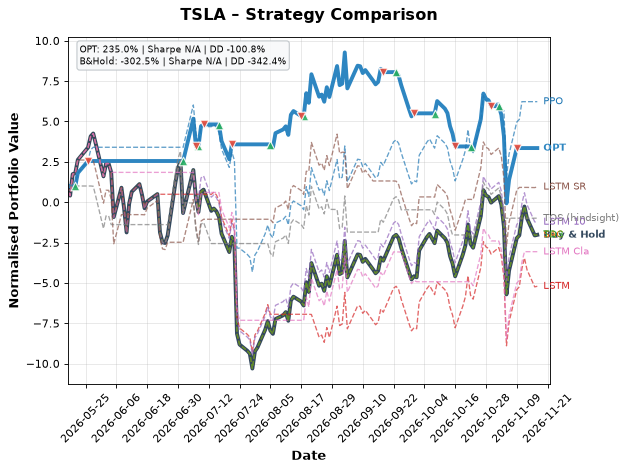 TSLA – Strategy Comparison
OPT: 235.0% | Sharpe N/A | DD -100.8%
B&Hold: -302.5% | Sharpe N/A | DD -342.4%
Normalised Portfolio Value
10.0
7.5
5.0
2.5
0.0
−2.5
−5.0
−7.5
−10.0
PPO
OPT
LSTM SR
TDS (hindsight)
LSTM 10
Buy & Hold
LSTM Cla
LSTM
2026-05-25
2026-06-06
2026-06-18
2026-06-30
2026-07-12
2026-07-24
2026-08-05
2026-08-17
2026-08-29
2026-09-10
2026-09-22
2026-10-04
2026-10-16
2026-10-28
2026-11-09
2026-11-21
Date